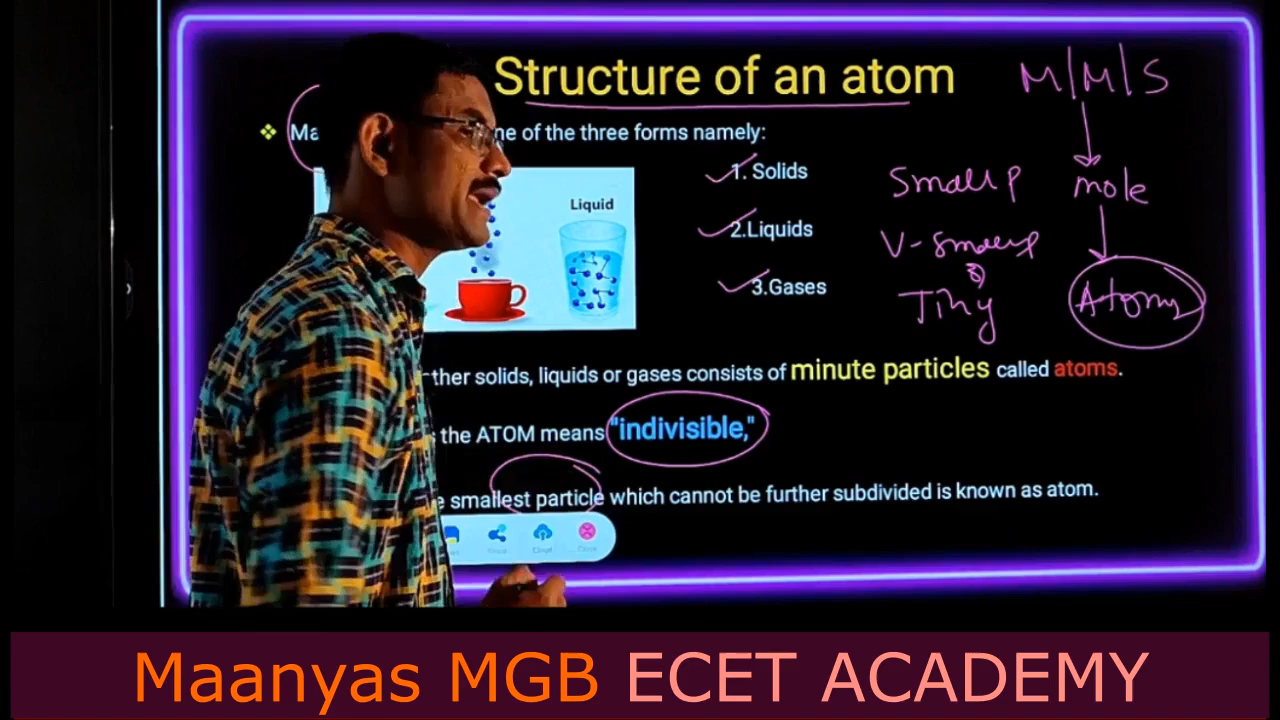 Structure of an atom
M/M/S
Ma
ne of the three forms namely:
1. Solids
Small P
mole
Liquid
2.Liquids
V-Small P
3.Gases
Tiny
Atoms
ther solids, liquids or gases consists of minute particles called atoms.
the ATOM means "indivisible,"
e smallest particle which cannot be further subdivided is known as atom.
Maanyas MGB ECET ACADEMY